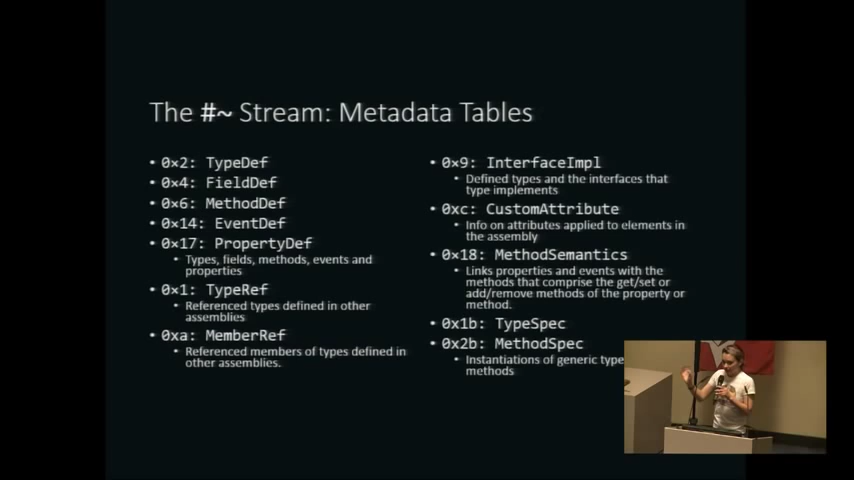 The #~ Stream: Metadata Tables
• 0x2: TypeDef
• 0x4: FieldDef
• 0x6: MethodDef
• 0x14: EventDef
• 0x17: PropertyDef
• Types, fields, methods, events and
properties
• 0x1: TypeRef
• Referenced types defined in other
assemblies
• 0xa: MemberRef
• Referenced members of types defined in
other assemblies.
• 0x9: InterfaceImpl
• Defined types and the interfaces that
type implements
• 0xc: CustomAttribute
• Info on attributes applied to elements in
the assembly
• 0x18: MethodSemantics
• Links properties and events with the
methods that comprise the get/set or
add/remove methods of the property or
method.
• 0x1b: TypeSpec
• 0x2b: MethodSpec
• Instantiations of generic type
methods